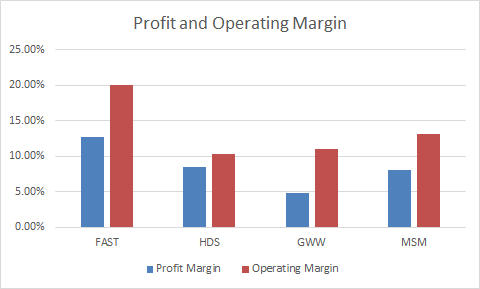 Profit and Operating Margin
25.00%
20.00%
15.00%
10.00%
5.00%
0.00%
FAST HDS GWW MSM
Profit Margin Operating Margin